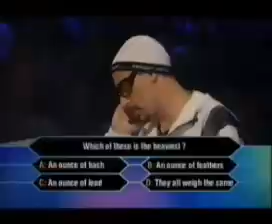 Which of these is the heaviest ?
A: An ounce of hash
B: An ounce of feathers
C: An ounce of lead
D: They all weigh the same